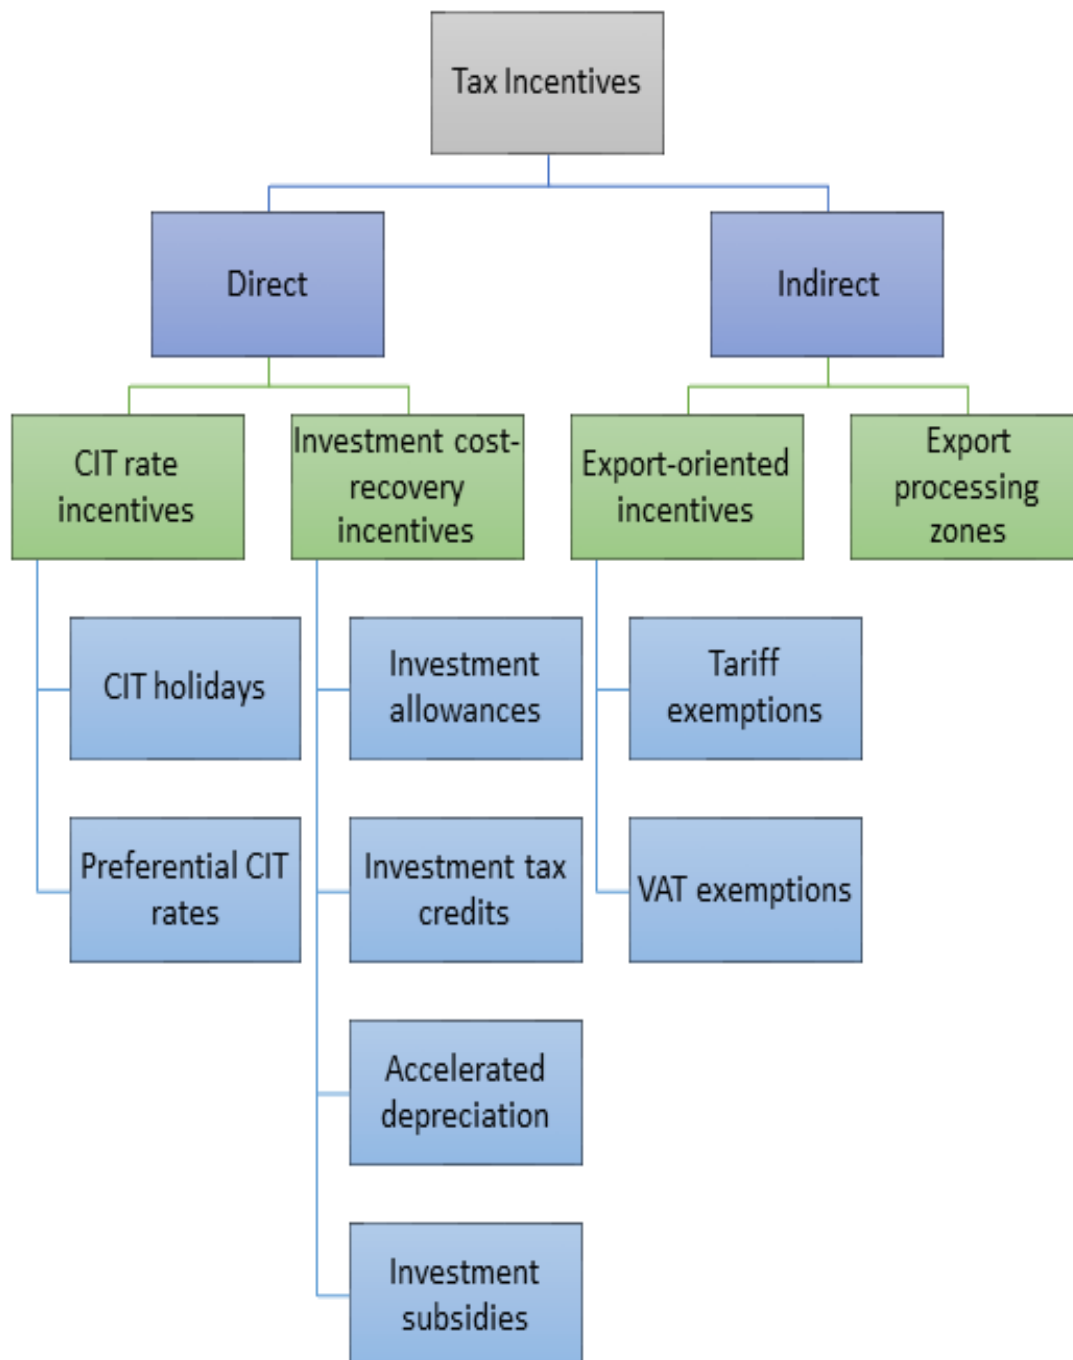 Tax Incentives
Direct
Indirect
CIT rate
incentives
Investment cost-
recovery
incentives
Export-oriented
incentives
Export
processing
zones
CIT holidays
Investment
allowances
Tariff
exemptions
Preferential CIT
rates
Investment tax
credits
VAT exemptions
Accelerated
depreciation
Investment
subsidies